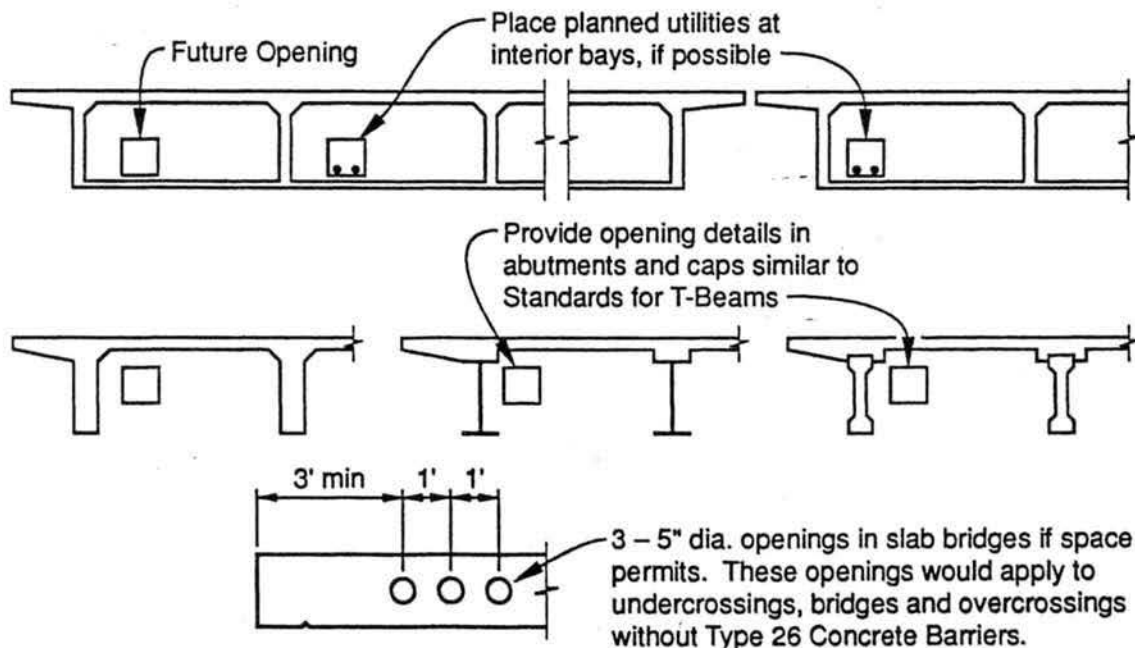 Future Opening
Place planned utilities at
interior bays, if possible
Provide opening details in
abutments and caps similar to
Standards for T-Beams
3' min
1'
1'
3 – 5" dia. openings in slab bridges if space
permits. These openings would apply to
undercrossings, bridges and overcrossings
without Type 26 Concrete Barriers.